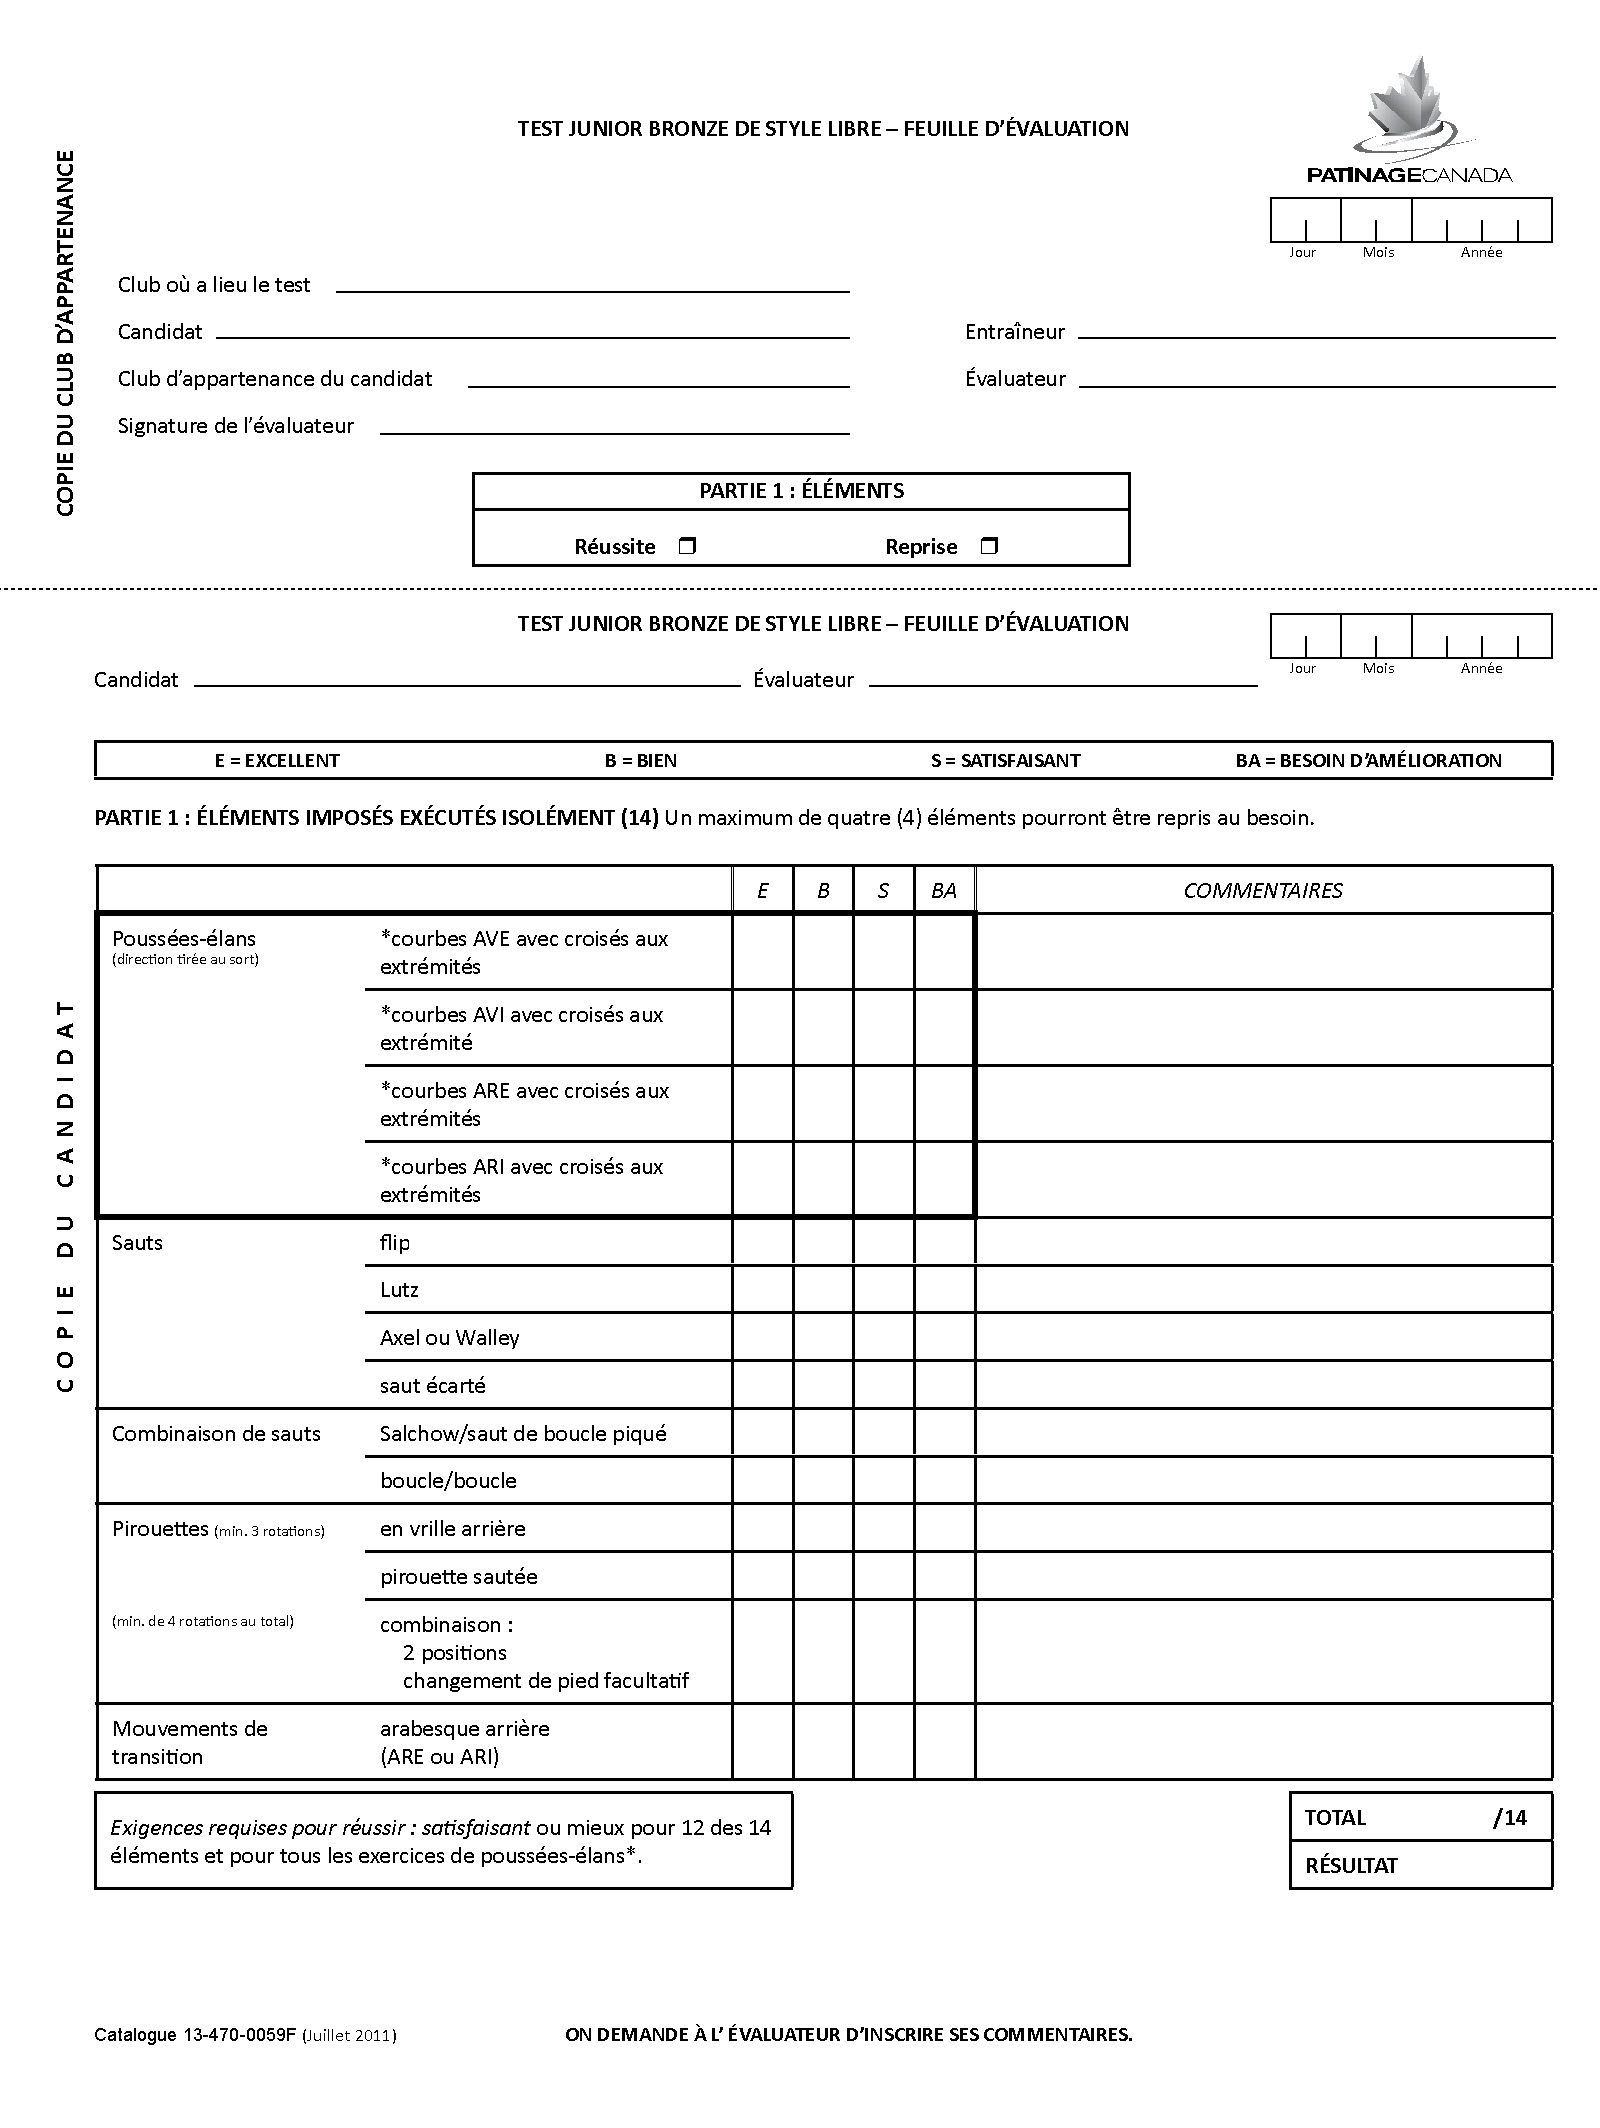 TEST JUNIOR BRONZE DE STYLE LIBRE – FEUILLE D’ÉVALUATION
PATINAGECANADA
COPIE DU CLUB D’APPARTENANCE
Jour Mois Année
Club où a lieu le test
Candidat Entraîneur
Club d’appartenance du candidat Évaluateur
Signature de l’évaluateur
PARTIE 1 : ÉLÉMENTS
Réussite ❒ Reprise ❒
TEST JUNIOR BRONZE DE STYLE LIBRE – FEUILLE D’ÉVALUATION
Jour Mois Année
Candidat Évaluateur
E = EXCELLENT B = BIEN S = SATISFAISANT BA = BESOIN D’AMÉLIORATION
PARTIE 1 : ÉLÉMENTS IMPOSÉS EXÉCUTÉS ISOLÉMENT (14) Un maximum de quatre (4) éléments pourront être repris au besoin.
COPIE DU CANDIDAT
E B S BA COMMENTAIRES
Poussées-élans *courbes AVE avec croisés aux
(direction tirée au sort) extrémités
*courbes AVI avec croisés aux
extrémité
*courbes ARE avec croisés aux
extrémités
*courbes ARI avec croisés aux
extrémités
Sauts flip
Lutz
Axel ou Walley
saut écarté
Combinaison de sauts Salchow/saut de boucle piqué
boucle/boucle
Pirouettes (min. 3 rotations) en vrille arrière
pirouette sautée
(min. de 4 rotations au total) combinaison :
2 positions
changement de pied facultatif
Mouvements de arabesque arrière
transition (ARE ou ARI)
Exigences requises pour réussir : satisfaisant ou mieux pour 12 des 14
éléments et pour tous les exercices de poussées-élans*.
TOTAL /14
RÉSULTAT
Catalogue 13-470-0059F (Juillet 2011) ON DEMANDE À L’ ÉVALUATEUR D’INSCRIRE SES COMMENTAIRES.